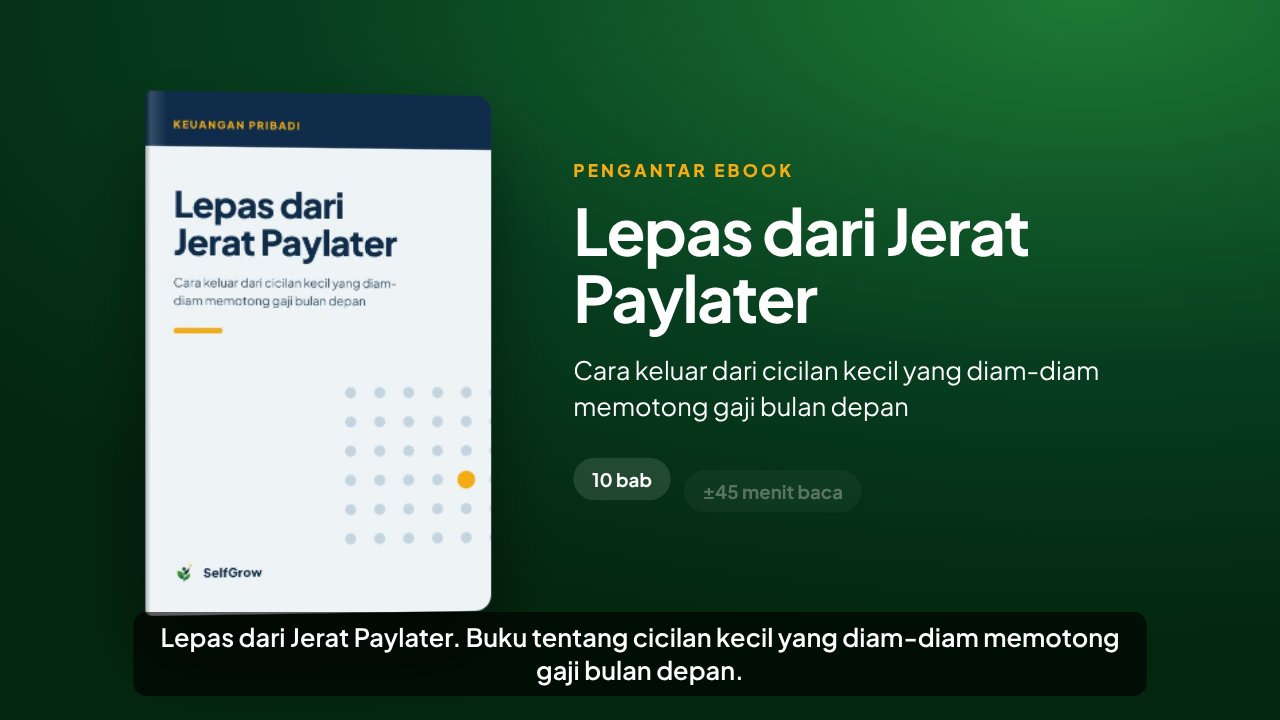 KEUANGAN PRIBADI
Lepas dari
Jerat Paylater
Cara keluar dari cicilan kecil yang diam-
diam memotong gaji bulan depan
SelfGrow
PENGANTAR EBOOK
Lepas dari Jerat
Paylater
Cara keluar dari cicilan kecil yang diam-diam
memotong gaji bulan depan
10 bab
±45 menit baca
Lepas dari Jerat Paylater. Buku tentang cicilan kecil yang diam-diam memotong
gaji bulan depan.